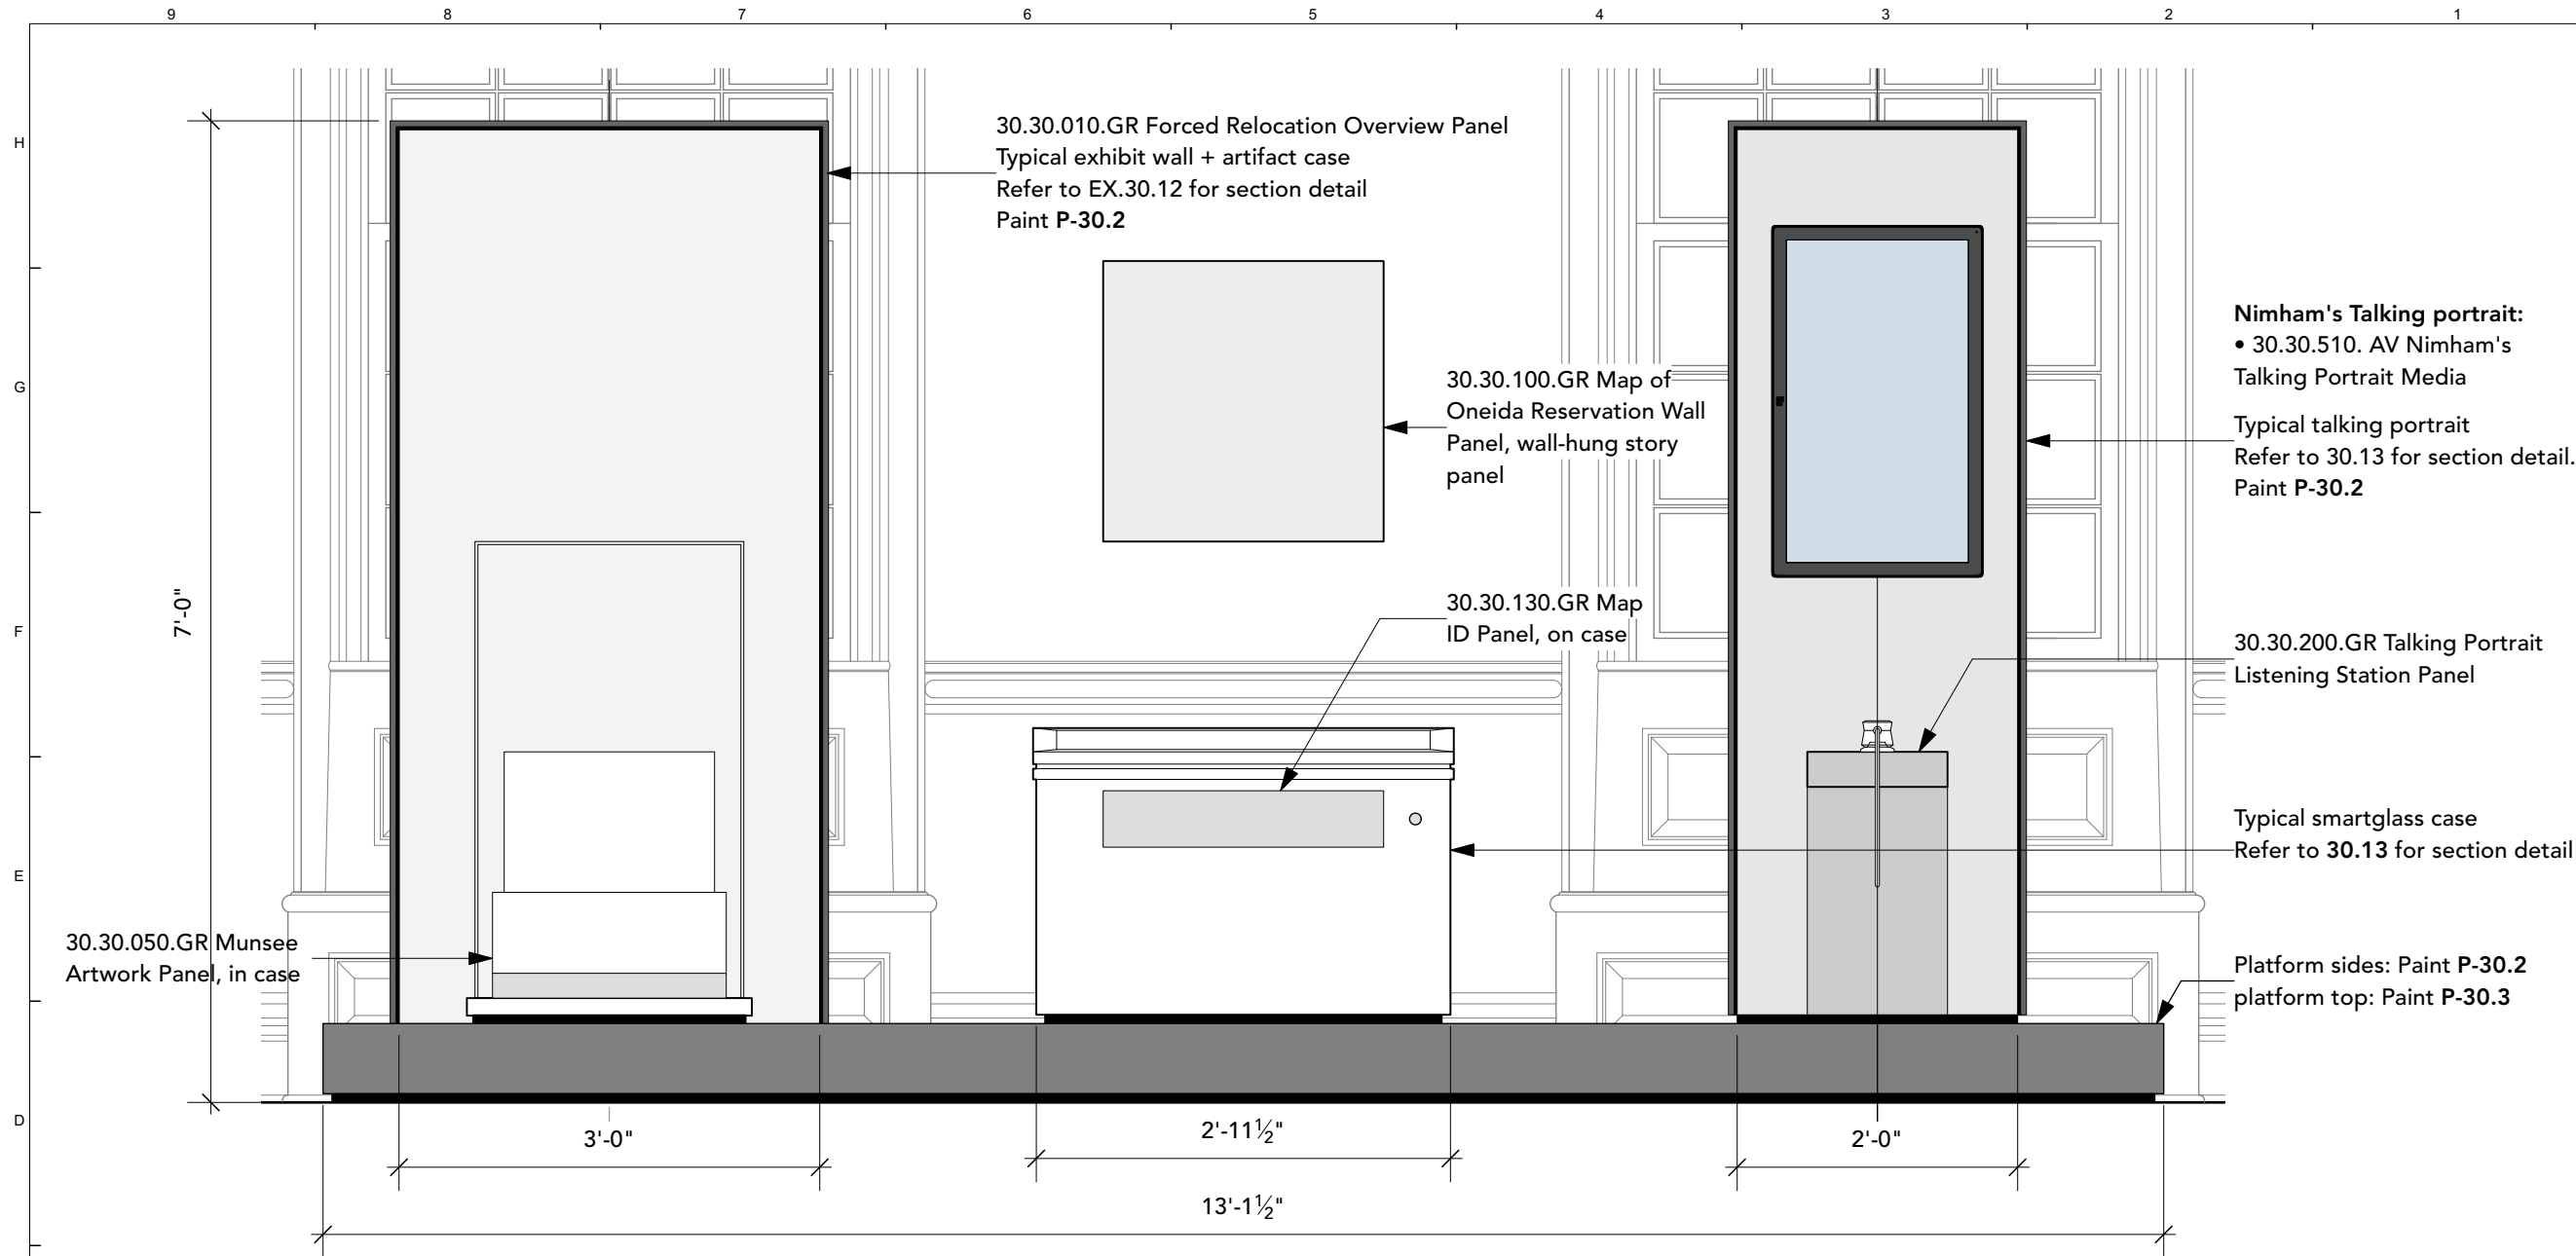 9 8 7 6 5 4 3 2 1
H
30.30.010.GR Forced Relocation Overview Panel
Typical exhibit wall + artifact case
Refer to EX.30.12 for section detail
Paint P-30.2
Nimham's Talking portrait:
• 30.30.510. AV Nimham's
Talking Portrait Media
G
30.30.100.GR Map of
Oneida Reservation Wall
Panel, wall-hung story
panel
Typical talking portrait
Refer to 30.13 for section detail.
Paint P-30.2
7'-0"
F
30.30.130.GR Map
ID Panel, on case
30.30.200.GR Talking Portrait
Listening Station Panel
Typical smartglass case
Refer to 30.13 for section detail
E
30.30.050.GR Munsee
Artwork Panel, in case
Platform sides: Paint P-30.2
platform top: Paint P-30.3
D
3'-0"
2'-11½"
2'-0"
13'-1½"